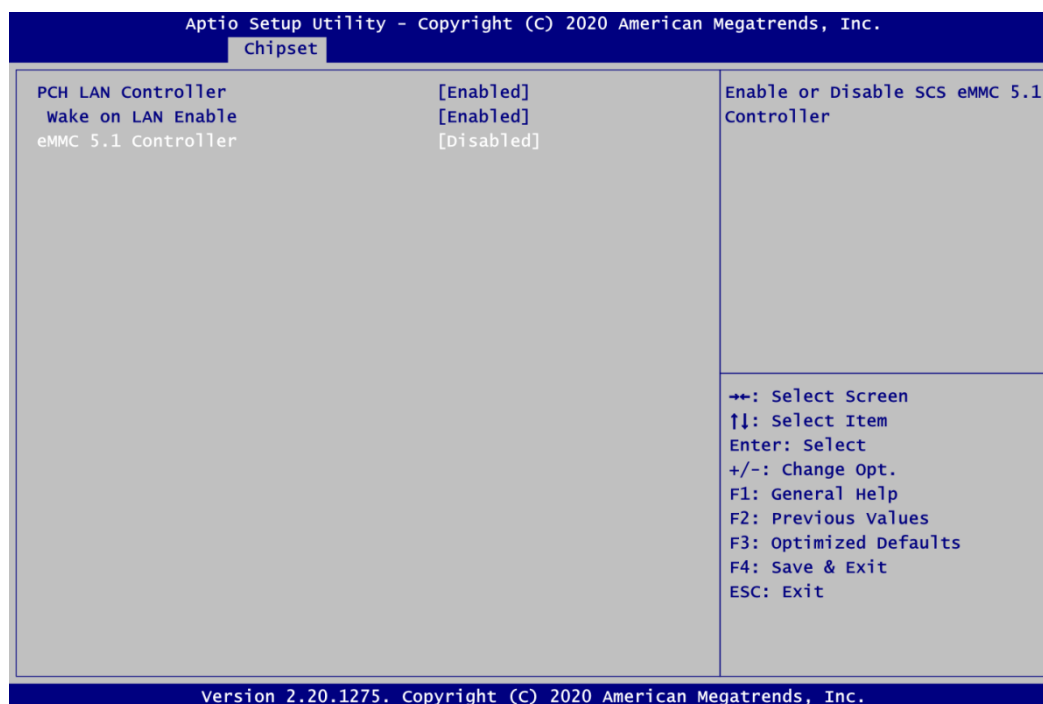 Aptio Setup Utility - Copyright (C) 2020 American Megatrends, Inc.
Chipset
PCH LAN Controller [Enabled]
Wake on LAN Enable [Enabled]
eMMC 5.1 Controller [Disabled]
Enable or Disable SCS eMMC 5.1
Controller
→←: Select Screen
↑↓: Select Item
Enter: Select
+/-: Change Opt.
F1: General Help
F2: Previous Values
F3: Optimized Defaults
F4: Save & Exit
ESC: Exit
Version 2.20.1275. Copyright (C) 2020 American Megatrends, Inc.